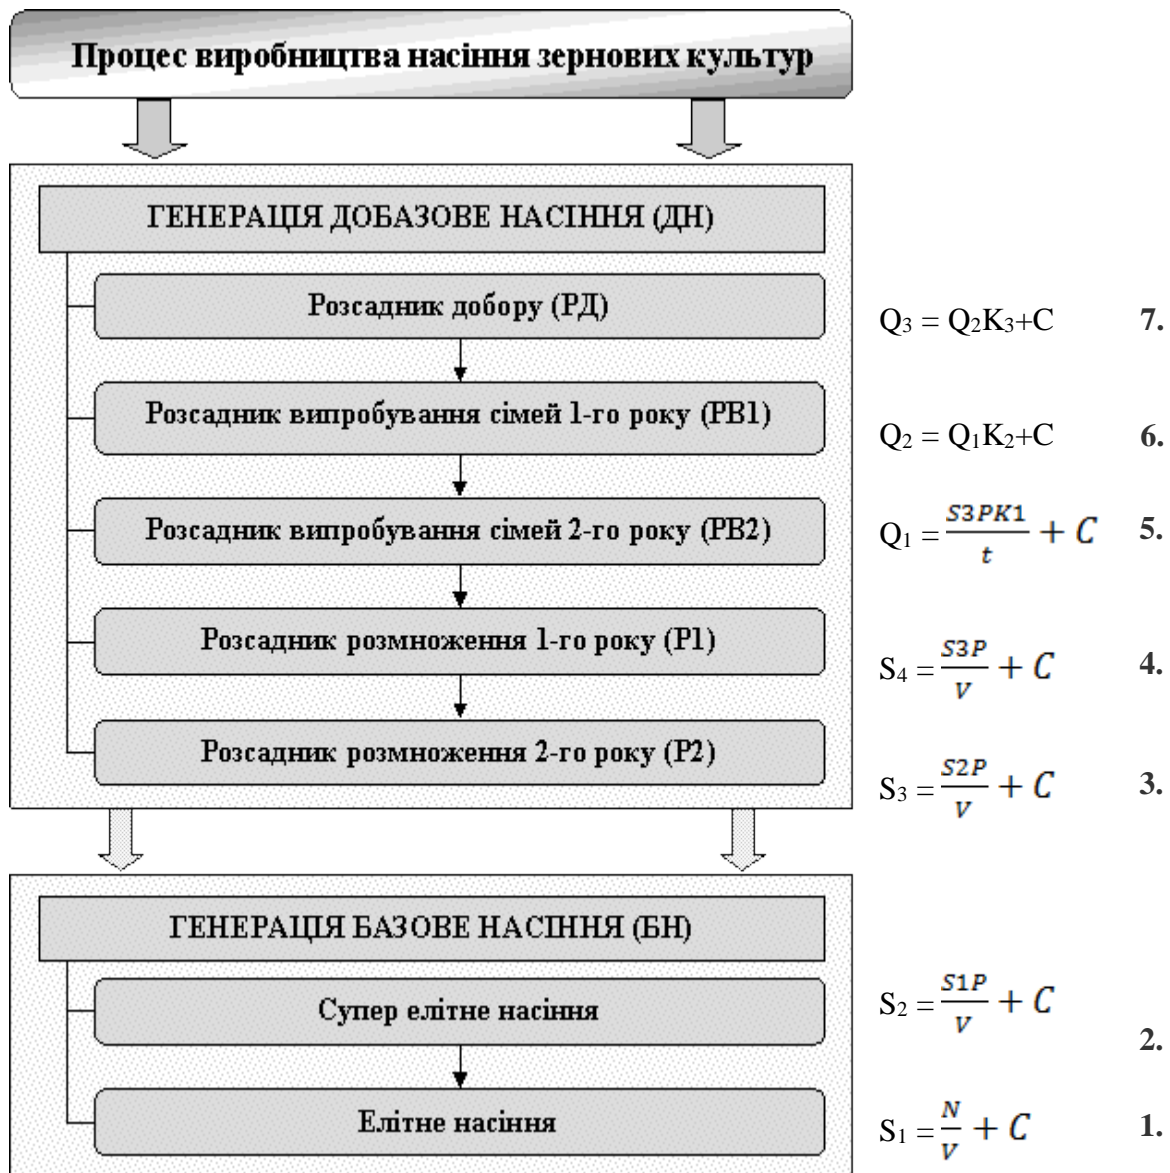 Процес виробництва насіння зернових культур
ГЕНЕРАЦІЯ ДОБАЗОВЕ НАСІННЯ (ДН)
Розсадник добору (РД)
Q₃ = Q₂K₃+C 7.
Розсадник випробування сімей 1-го року (РВ1)
Q₂ = Q₁K₂+C 6.
Розсадник випробування сімей 2-го року (РВ2)
Q₁ = S3PK1/t + C 5.
Розсадник розмноження 1-го року (Р1)
S₄ = S3P/V + C 4.
Розсадник розмноження 2-го року (Р2)
S₃ = S2P/V + C 3.
ГЕНЕРАЦІЯ БАЗОВЕ НАСІННЯ (БН)
Супер елітне насіння
S₂ = S1P/V + C 2.
Елітне насіння
S₁ = N/V + C 1.